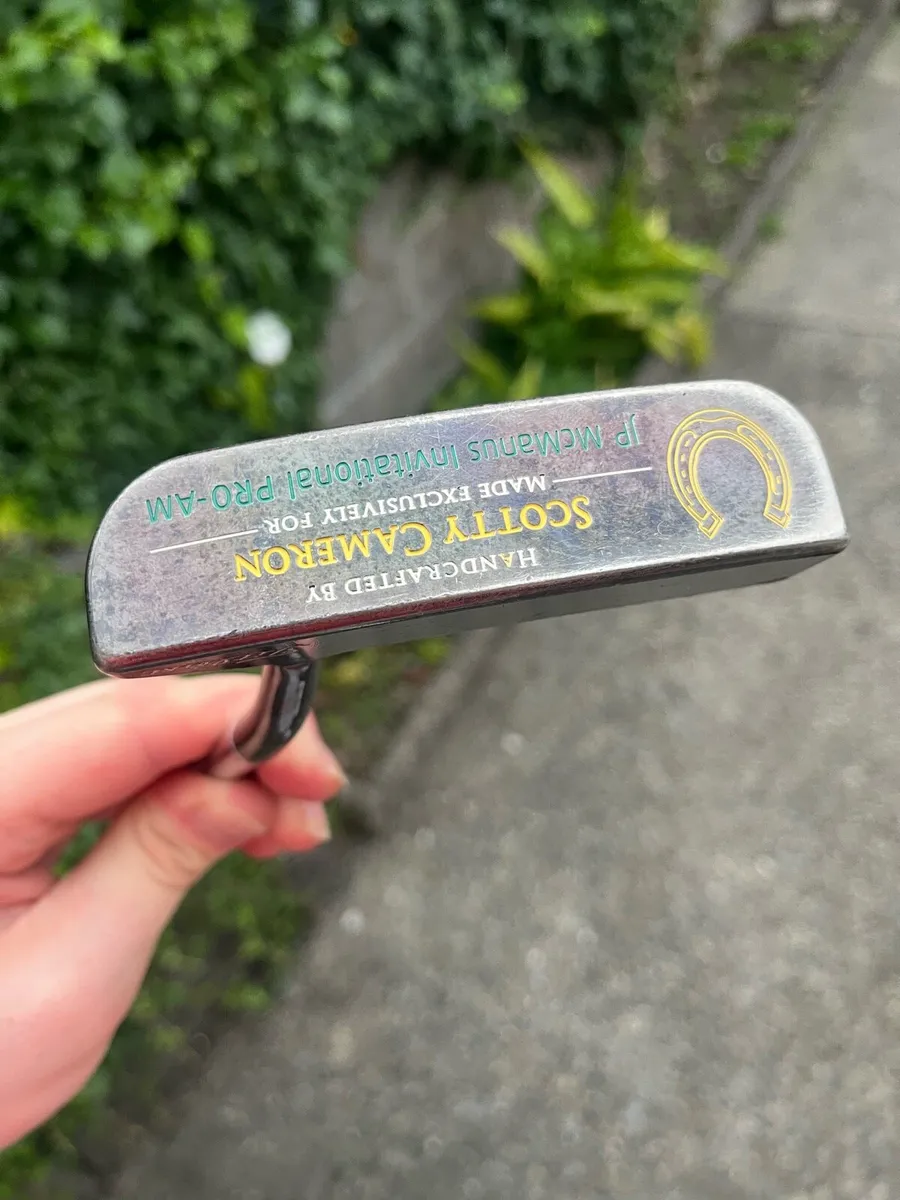 HANDCRAFTED BY
SCOTTY CAMERON
MADE EXCLUSIVELY FOR:
JP McManus Invitational PRO-AM